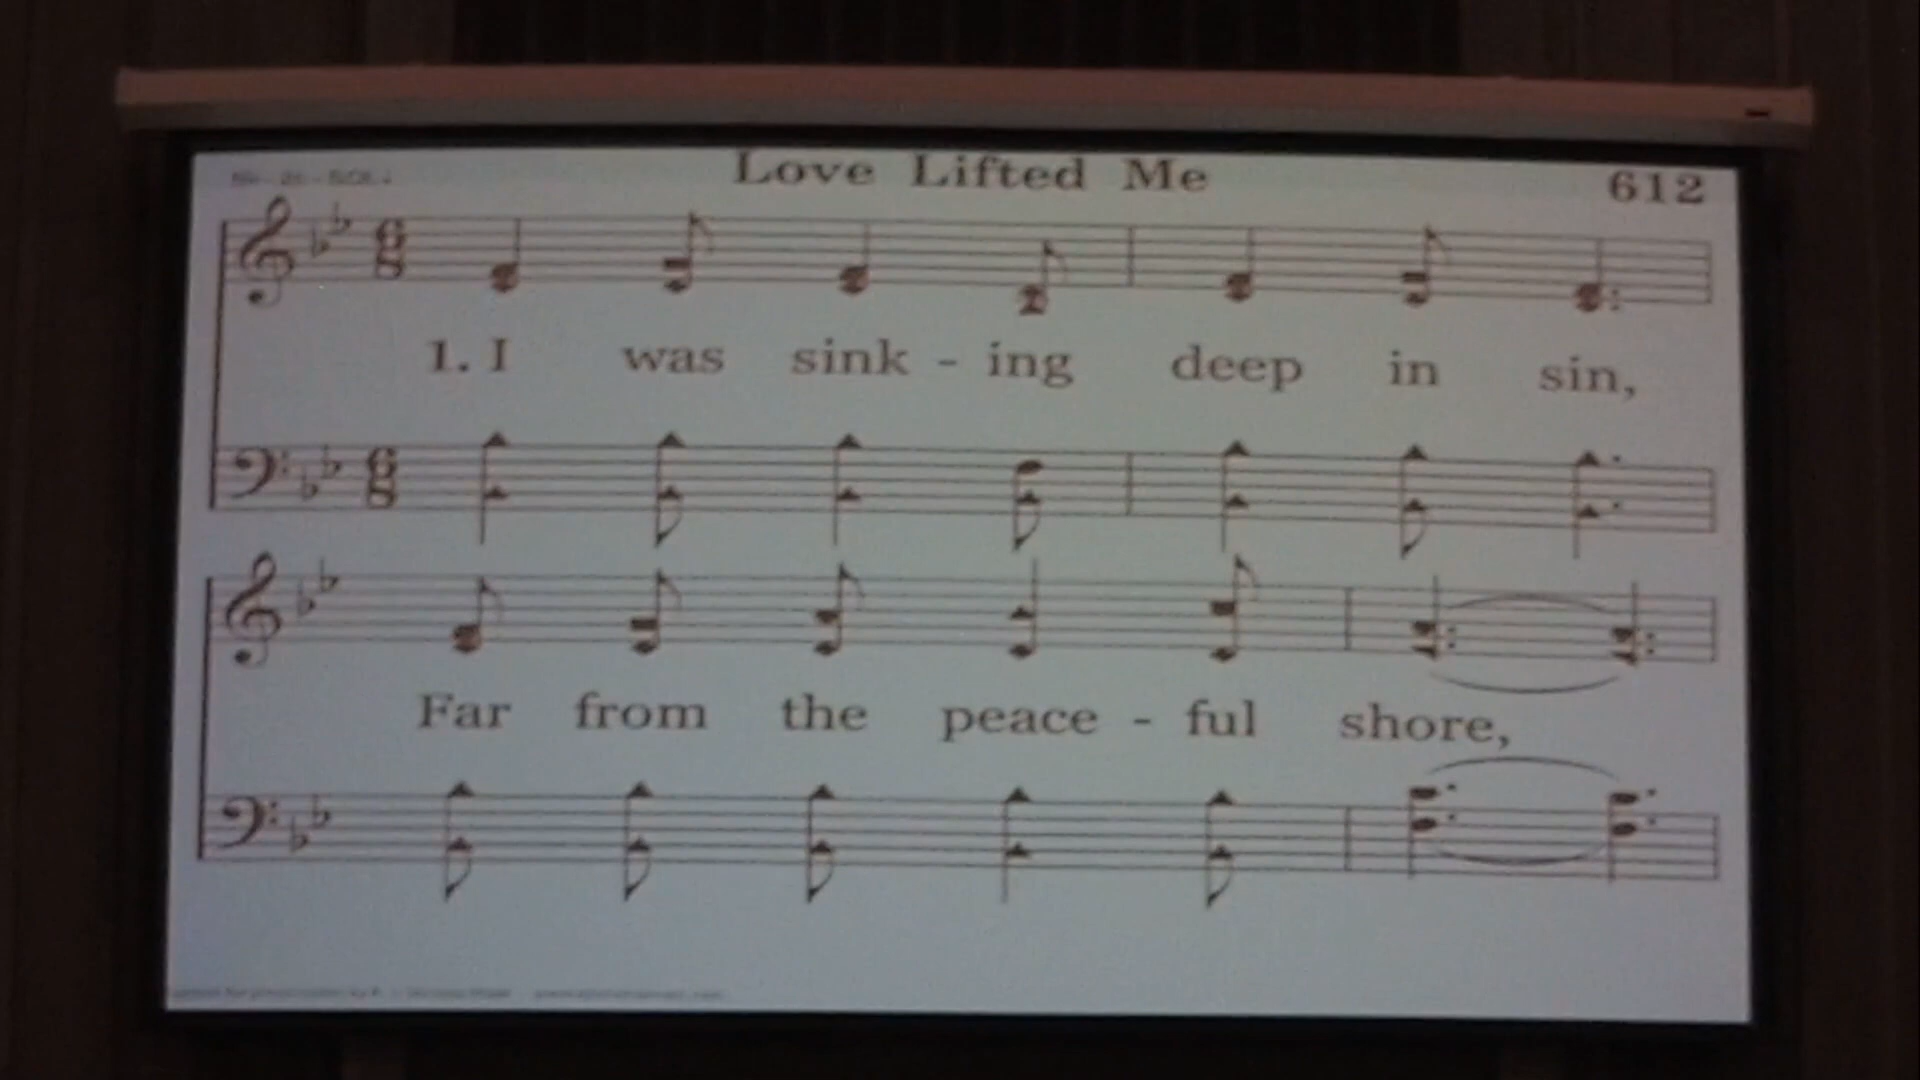 Love Lifted Me
612
1. I was sink - ing deep in sin,
Far from the peace - ful shore,